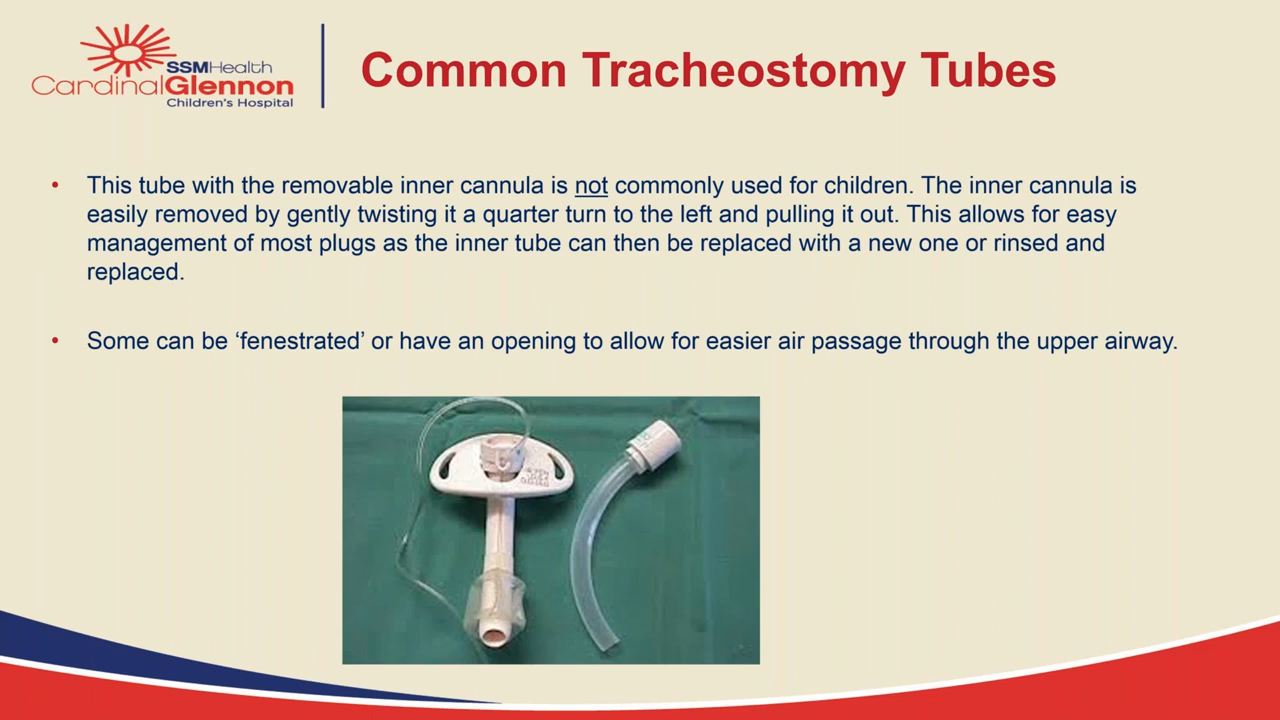 SSMHealth
CardinalGlennon
Children's Hospital
Common Tracheostomy Tubes
• This tube with the removable inner cannula is not commonly used for children. The inner cannula is
easily removed by gently twisting it a quarter turn to the left and pulling it out. This allows for easy
management of most plugs as the inner tube can then be replaced with a new one or rinsed and
replaced.
• Some can be ‘fenestrated’ or have an opening to allow for easier air passage through the upper airway.